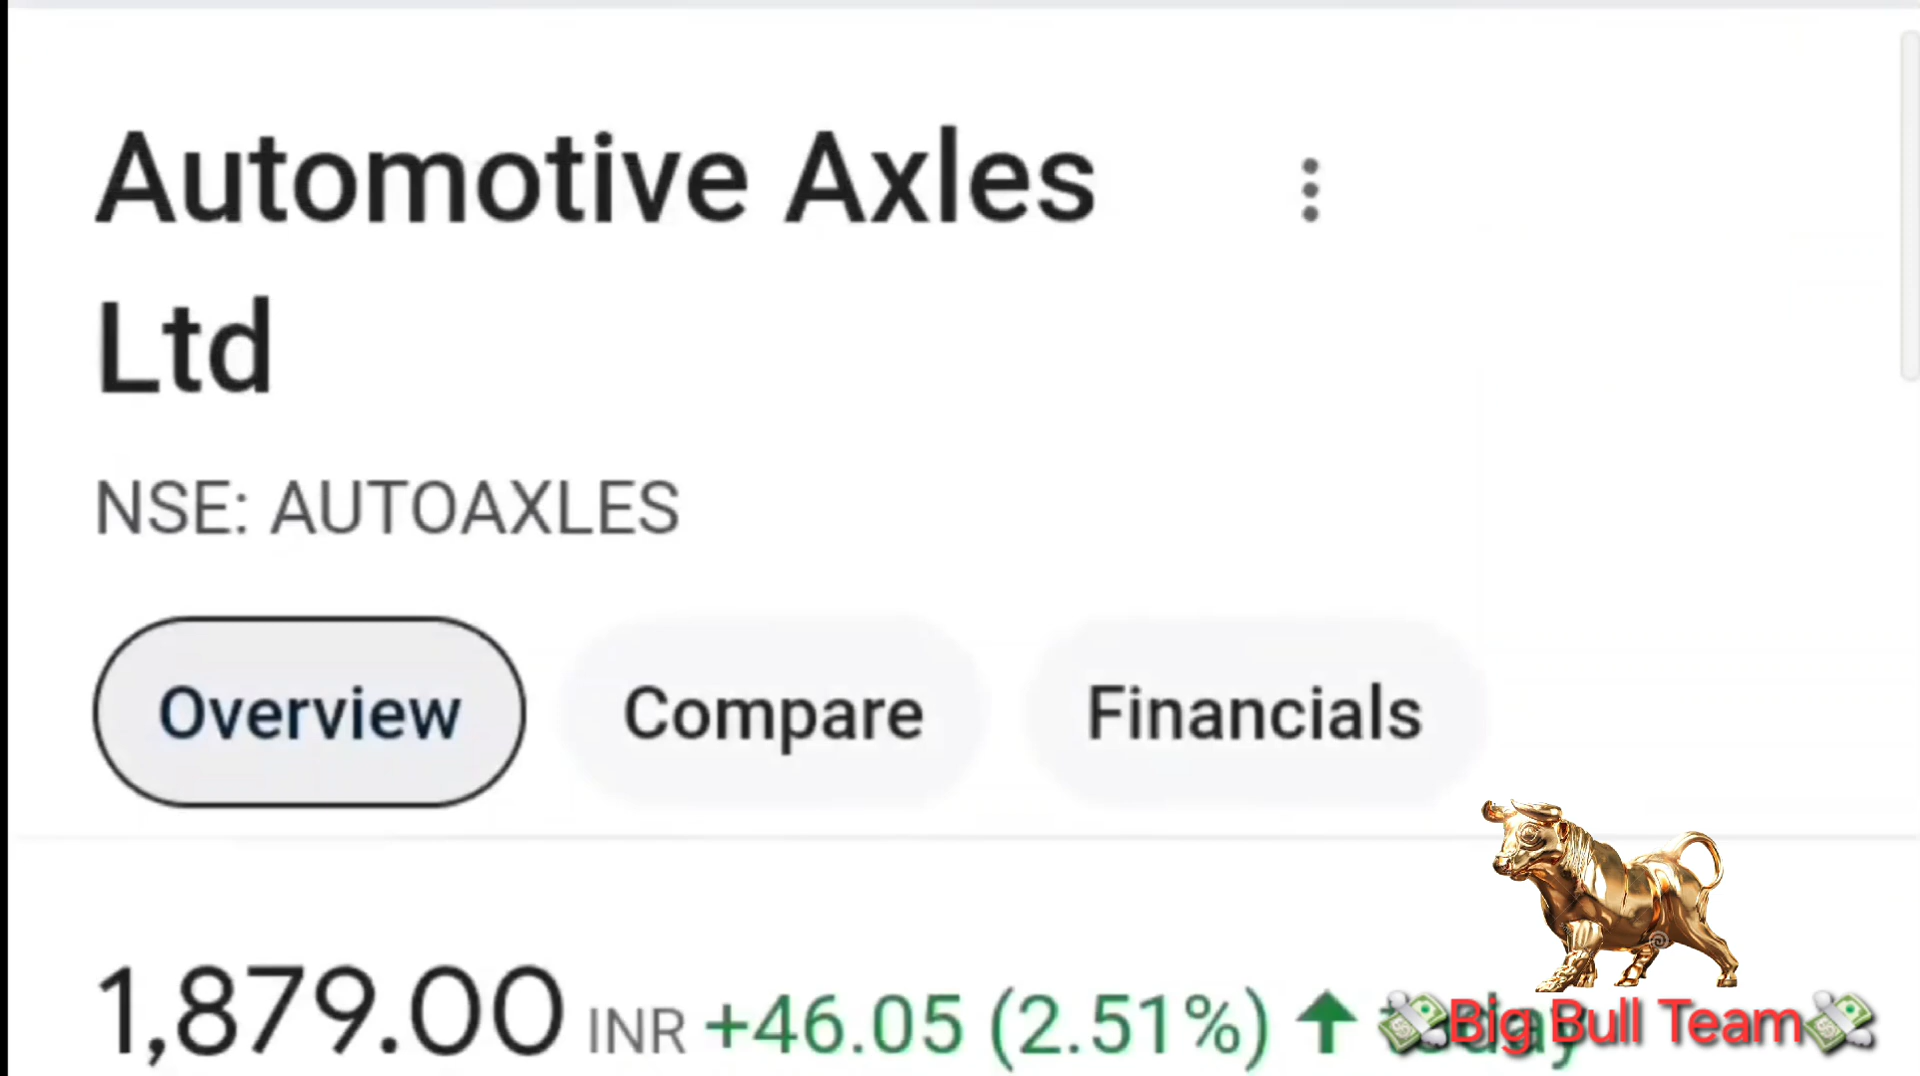 Automotive Axles
Ltd
NSE: AUTOAXLES
Overview Compare Financials
1,879.00 INR +46.05 (2.51%) today
Big Bull Team